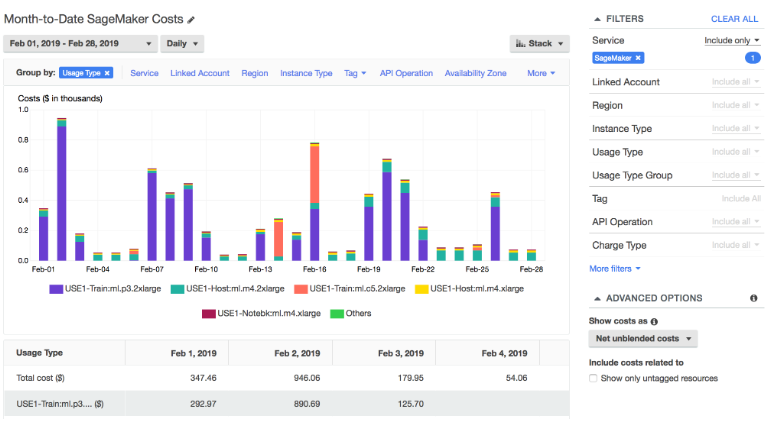 Month-to-Date SageMaker Costs
Feb 01, 2019 - Feb 28, 2019
Daily
Stack
Group by: Usage Type × Service Linked Account Region Instance Type Tag API Operation Availability Zone More
Costs ($ in thousands)
1.0
0.8
0.6
0.4
0.2
0.0
Feb-01 Feb-04 Feb-07 Feb-10 Feb-13 Feb-16 Feb-19 Feb-22 Feb-25 Feb-28
USE1-Train:ml.p3.2xlarge USE1-Host:ml.m4.2xlarge USE1-Train:ml.c5.2xlarge USE1-Host:ml.m4.xlarge
USE1-Notebk:ml.m4.xlarge Others
Usage Type Feb 1, 2019 Feb 2, 2019 Feb 3, 2019 Feb 4, 2019
Total cost ($) 347.46 946.06 179.95 54.06
USE1-Train:ml.p3.... ($) 292.97 890.69 125.70
FILTERS CLEAR ALL
Service Include only
SageMaker × 1
Linked Account Include all
Region Include all
Instance Type Include all
Usage Type Include all
Usage Type Group Include all
Tag Include All
API Operation Include all
Charge Type Include all
More filters
ADVANCED OPTIONS
Show costs as
Net unblended costs
Include costs related to
Show only untagged resources